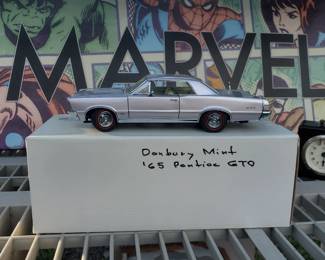 MARVEL
Danbury Mint
'65 Pontiac GTO